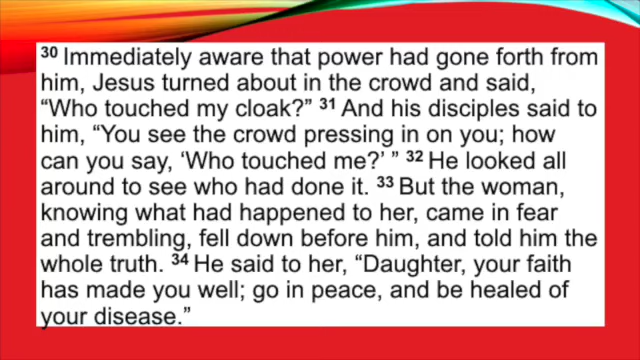 30 Immediately aware that power had gone forth from
him, Jesus turned about in the crowd and said,
“Who touched my cloak?” 31 And his disciples said to
him, “You see the crowd pressing in on you; how
can you say, ‘Who touched me?’ ” 32 He looked all
around to see who had done it. 33 But the woman,
knowing what had happened to her, came in fear
and trembling, fell down before him, and told him the
whole truth. 34 He said to her, “Daughter, your faith
has made you well; go in peace, and be healed of
your disease.”